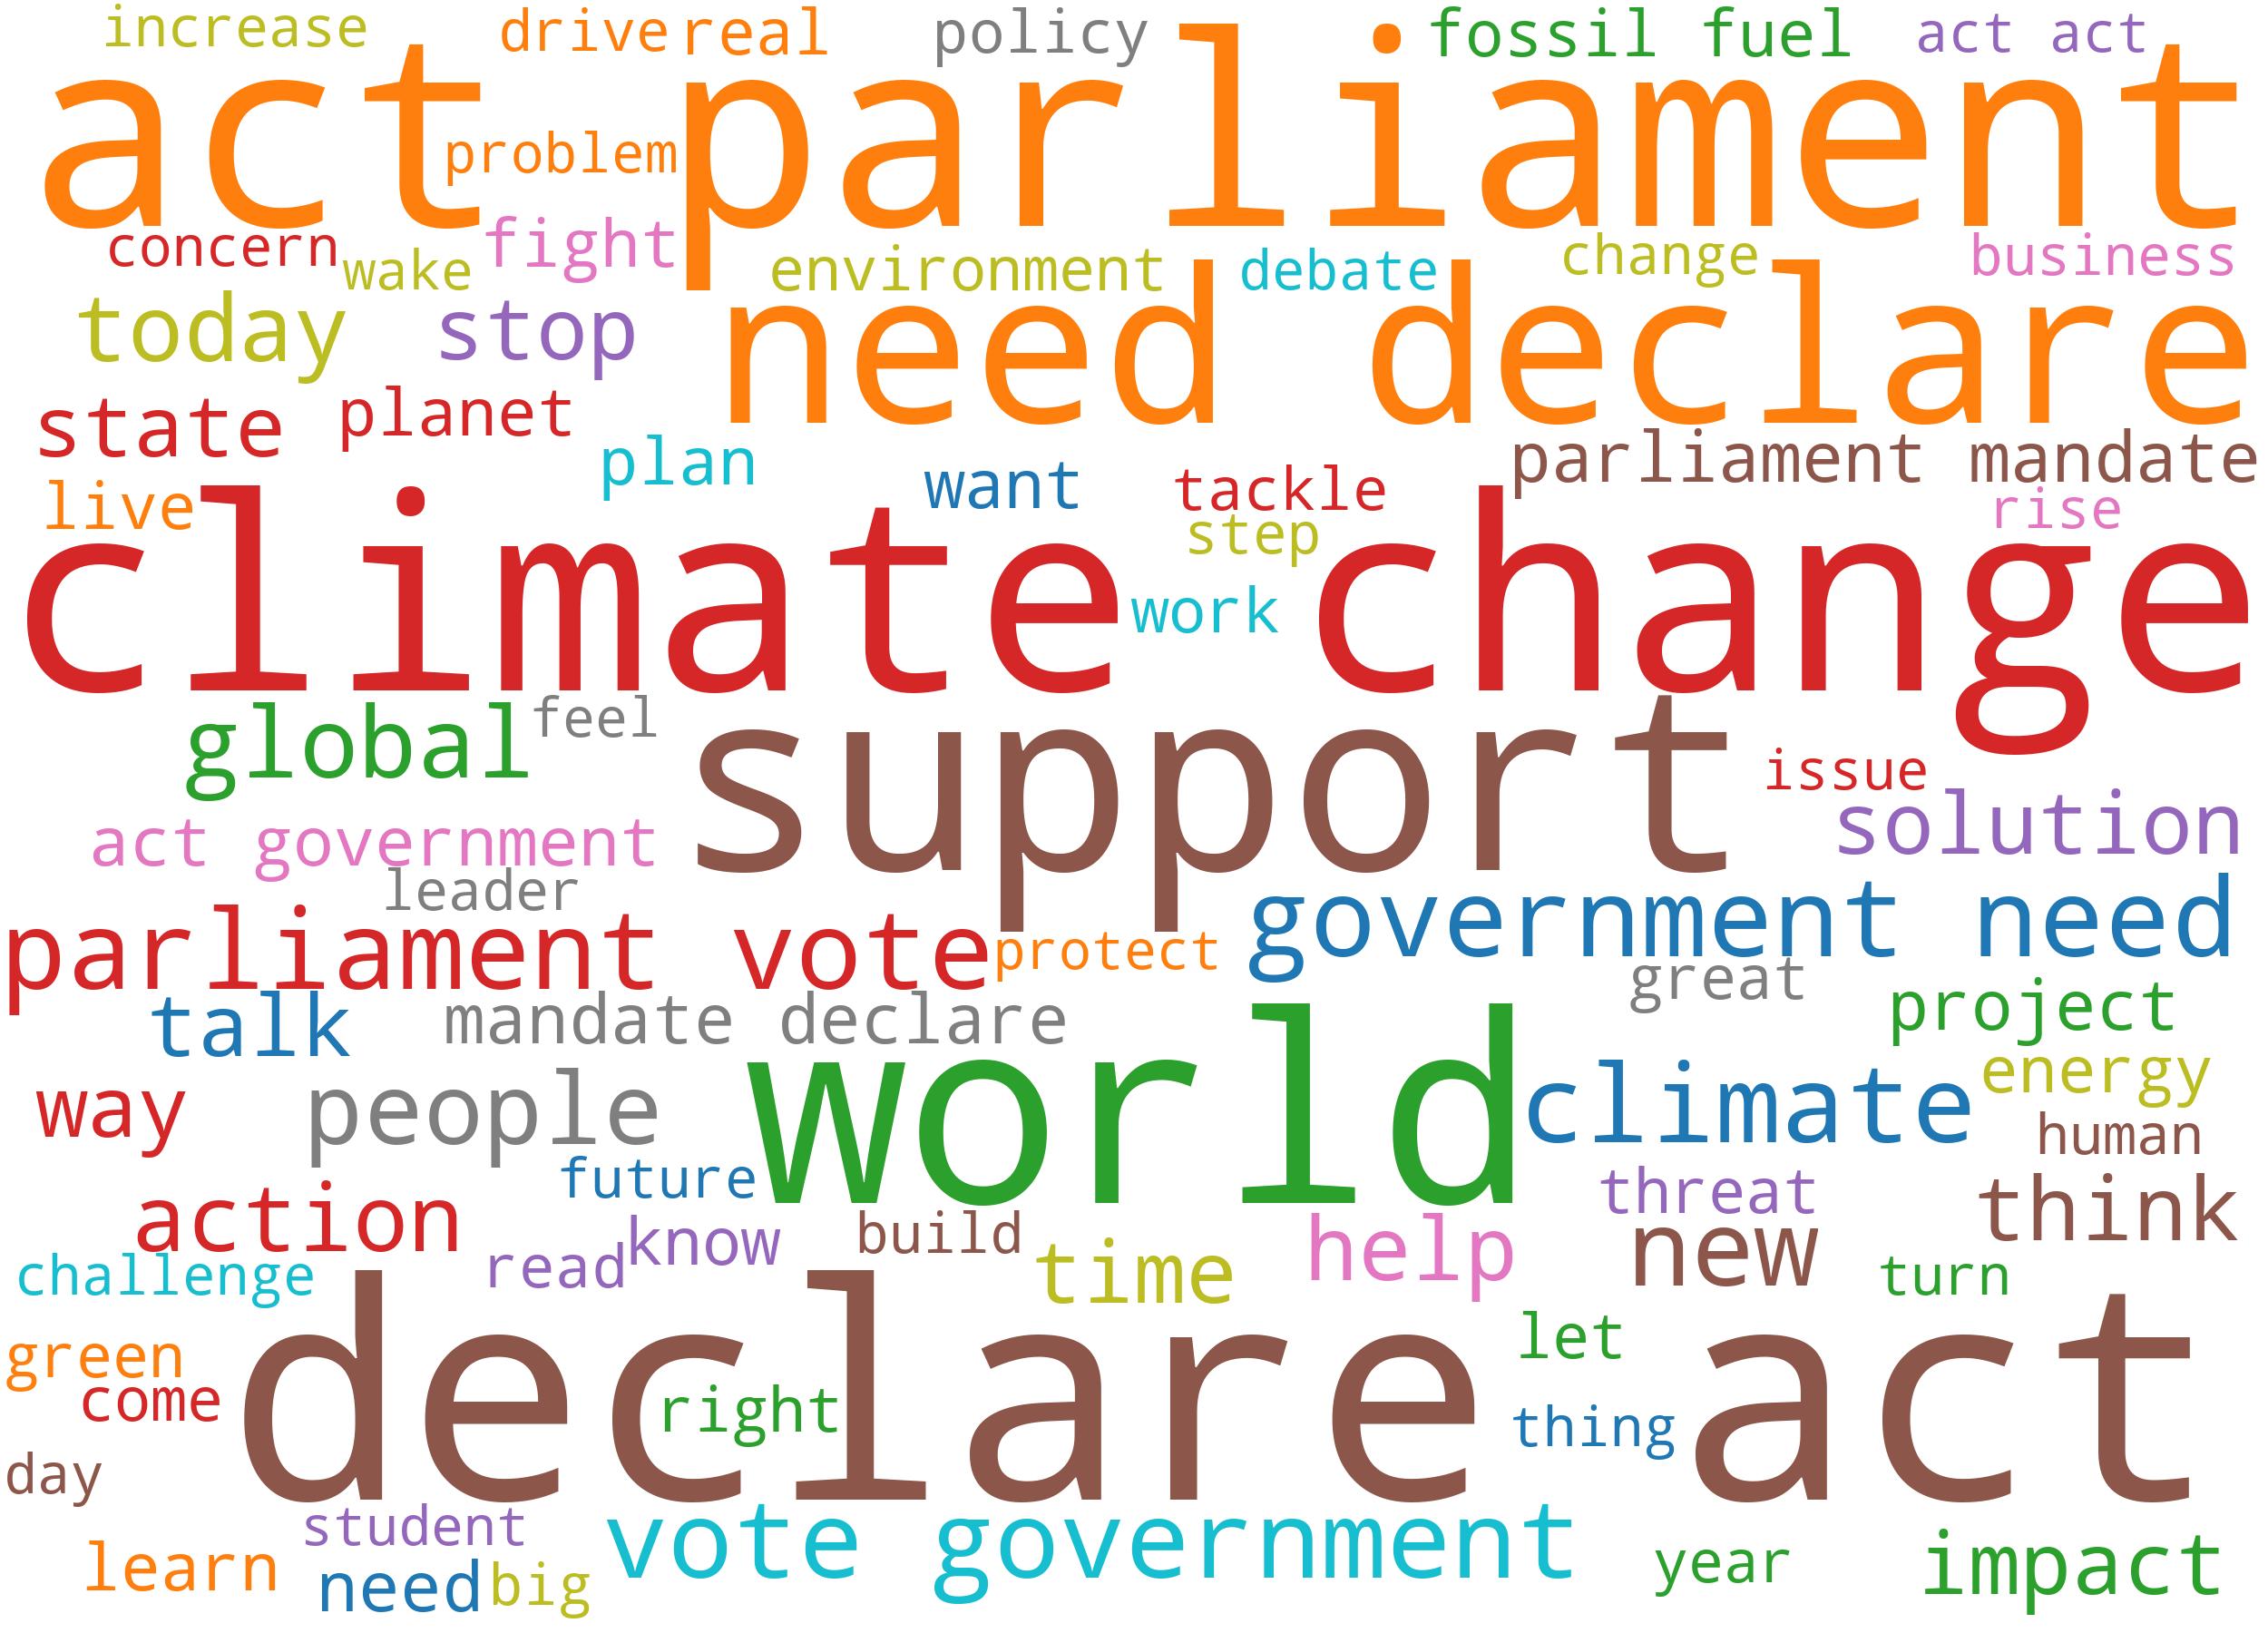 increase drive real policy fossil fuel act act
act parliament
problem
concern wake fight environment debate change business
today stop need declare
state planet
plan want tackle parliament mandate
live step rise
climate change
work
global feel support issue
act government solution
leader
parliament vote protect government need
great
talk mandate declare project
way people world climate energy
human
action future threat think
challenge read know build time help new turn
declare act
green let
come right thing
day
student vote government
learn need big year impact